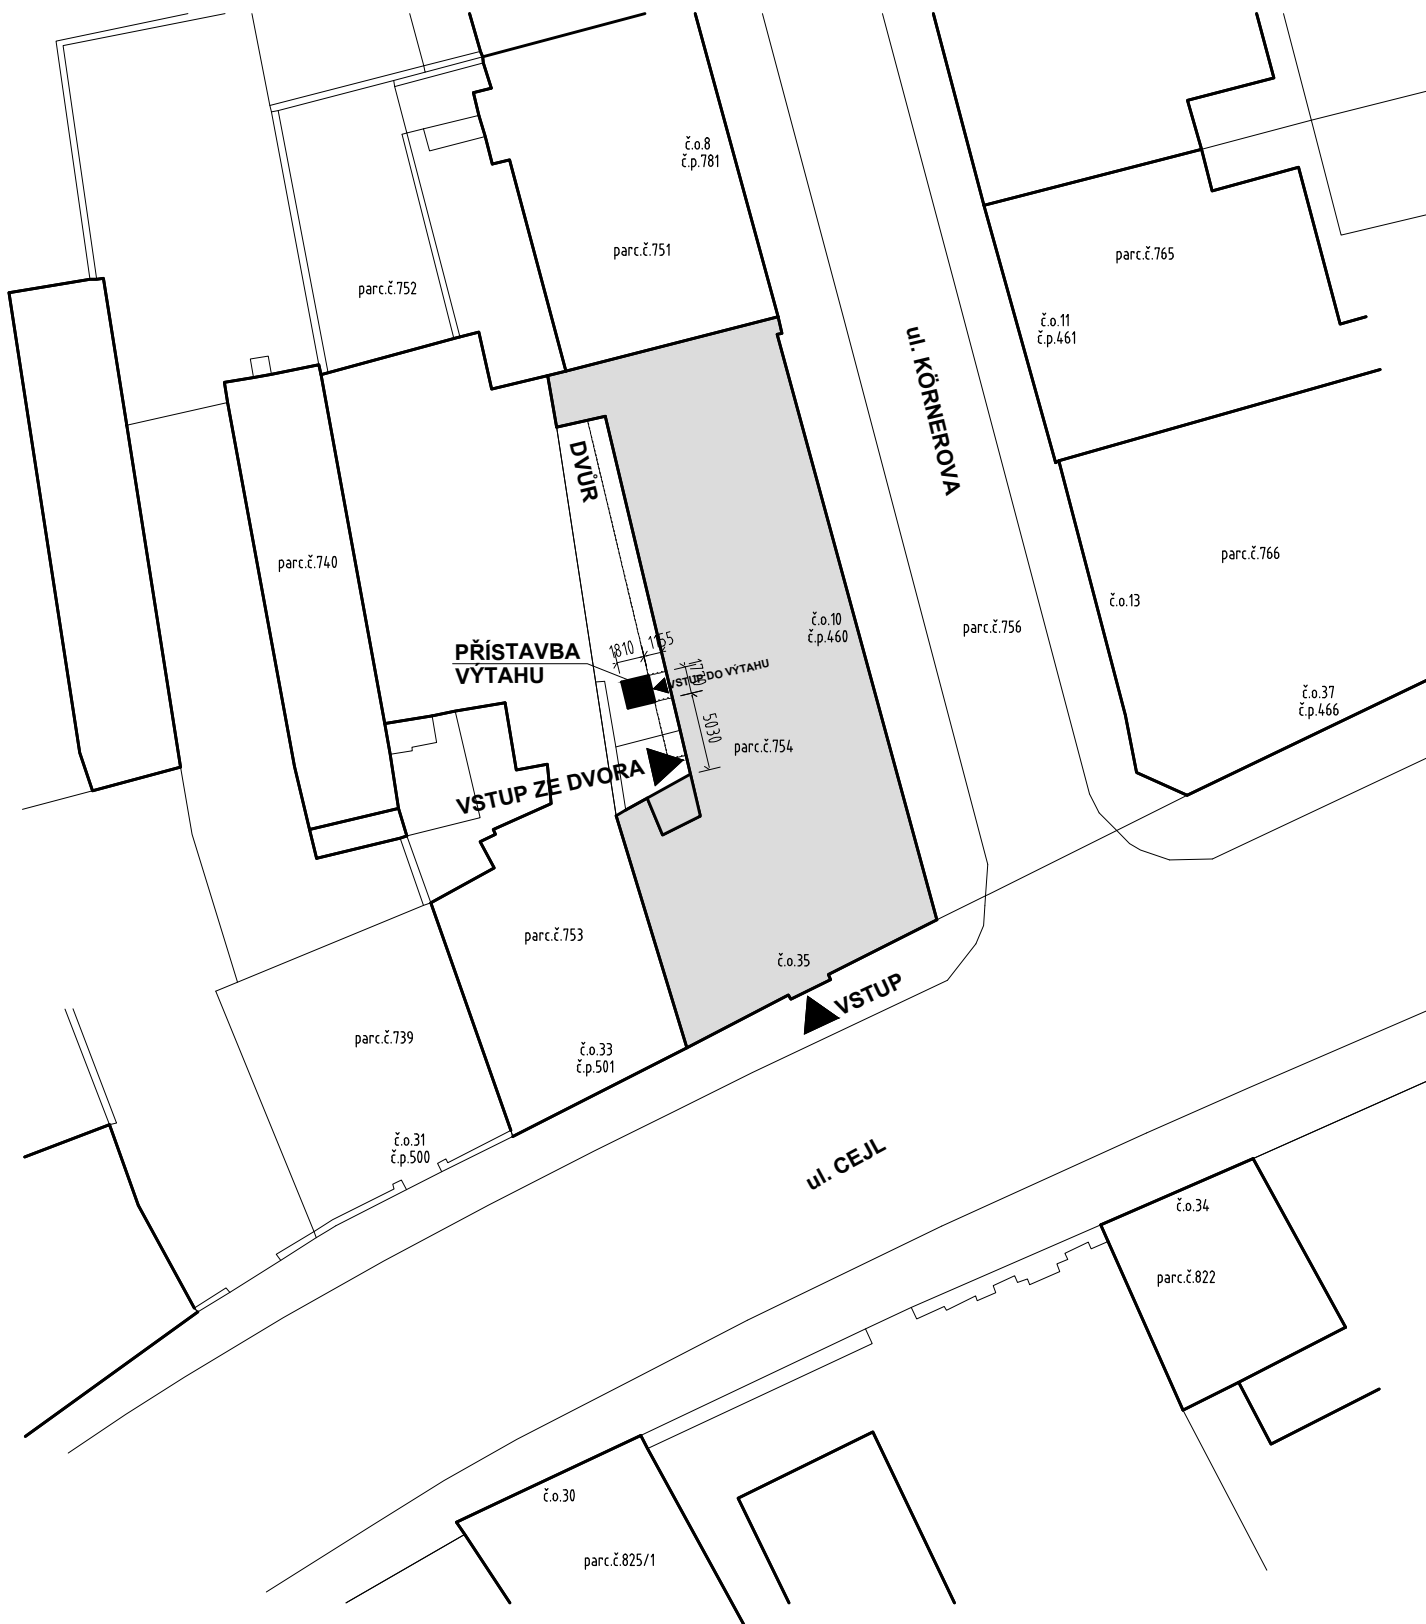 č.o.8
č.p.781
parc.č.751
parc.č.765
parc.č.752
č.o.11
č.p.461
ul. KÖRNEROVA
DVŮR
parc.č.766
parc.č.740
č.o.13
č.o.10
č.p.460
parc.č.756
PŘÍSTAVBA
VÝTAHU
1810
1155
VSTUP DO VÝTAHU
č.o.37
č.p.466
5030
parc.č.754
VSTUP ZE DVORA
parc.č.753
č.o.35
VSTUP
parc.č.739
č.o.33
č.p.501
č.o.31
č.p.500
ul. CEJL
č.o.34
parc.č.822
č.o.30
parc.č.825/1